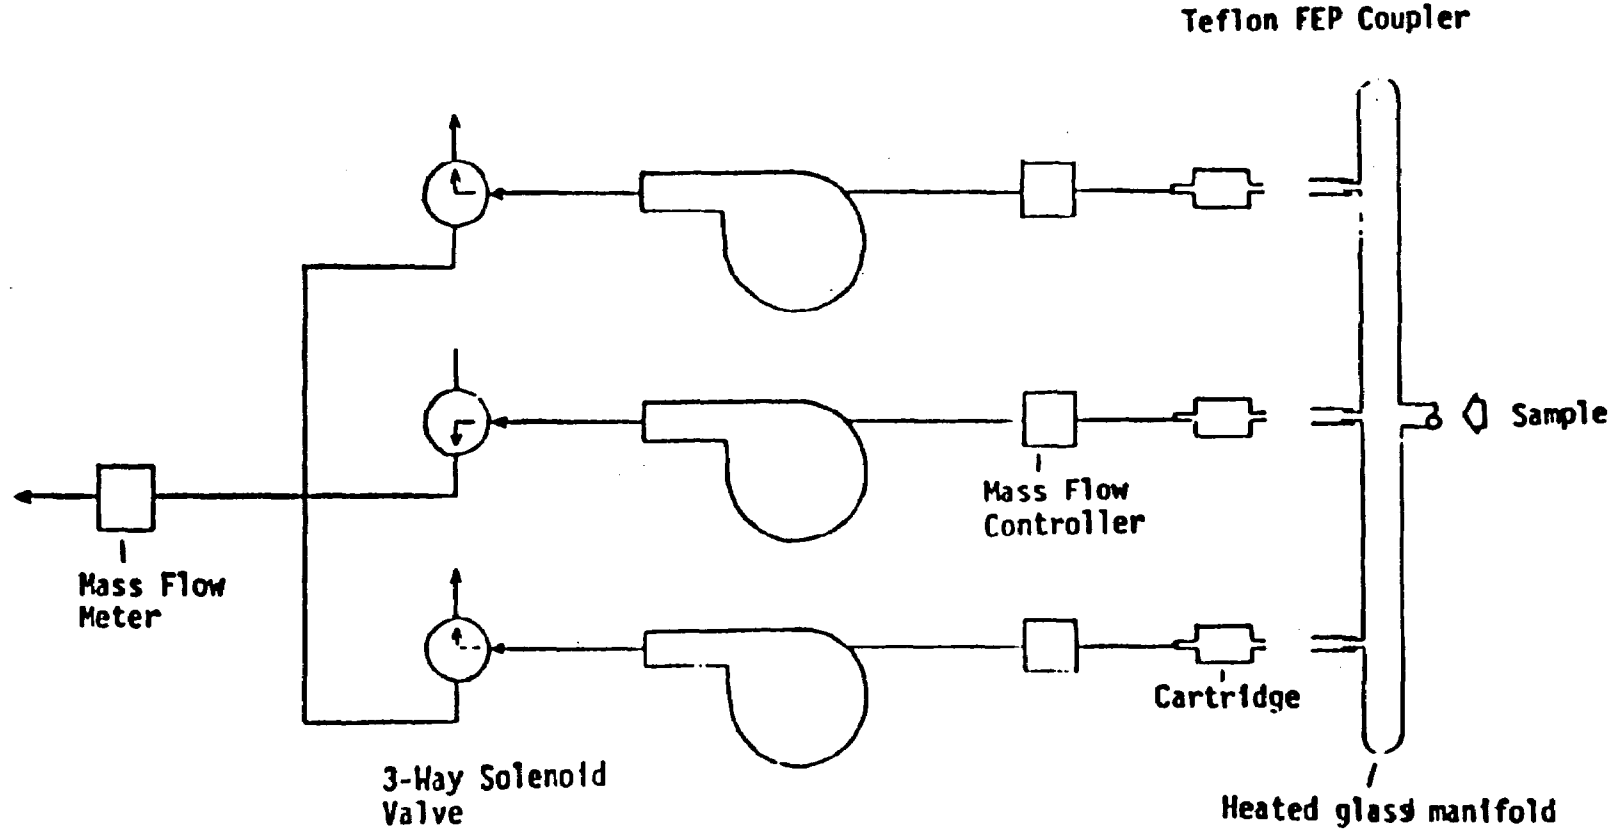 Teflon FEP Coupler
Sample
Mass Flow
Controller
Mass Flow
Meter
Cartridge
3-Way Solenoid
Valve
Heated glass manifold